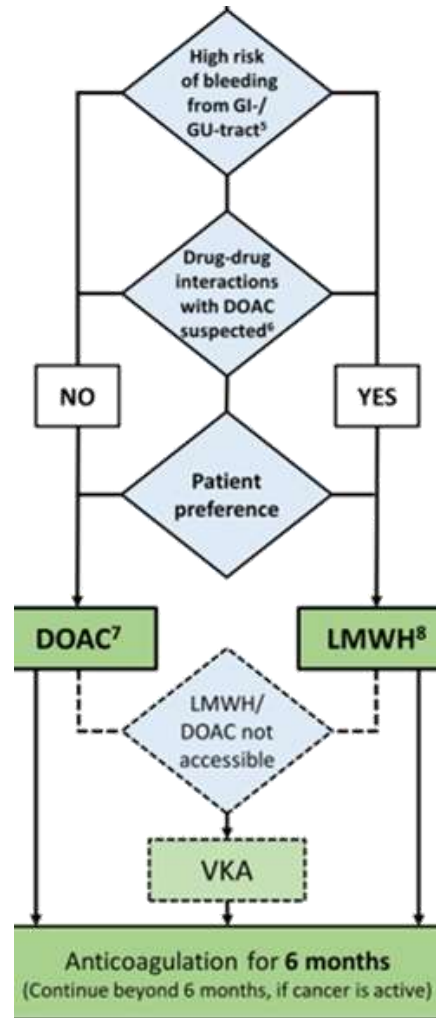 High risk
of bleeding
from GI-/
GU-tract⁵
Drug-drug
interactions
with DOAC
suspected⁶
NO
YES
Patient
preference
DOAC⁷
LMWH⁸
LMWH/
DOAC not
accessible
VKA
Anticoagulation for 6 months
(Continue beyond 6 months, if cancer is active)